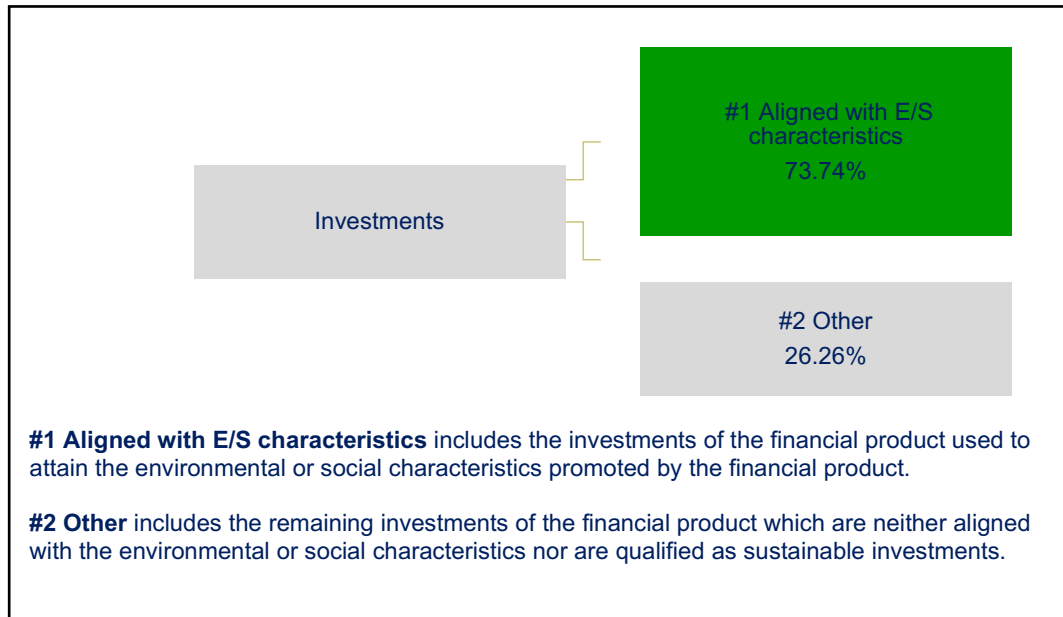 #1 Aligned with E/S
characteristics
73.74%
Investments
#2 Other
26.26%
#1 Aligned with E/S characteristics includes the investments of the financial product used to
attain the environmental or social characteristics promoted by the financial product.
#2 Other includes the remaining investments of the financial product which are neither aligned
with the environmental or social characteristics nor are qualified as sustainable investments.